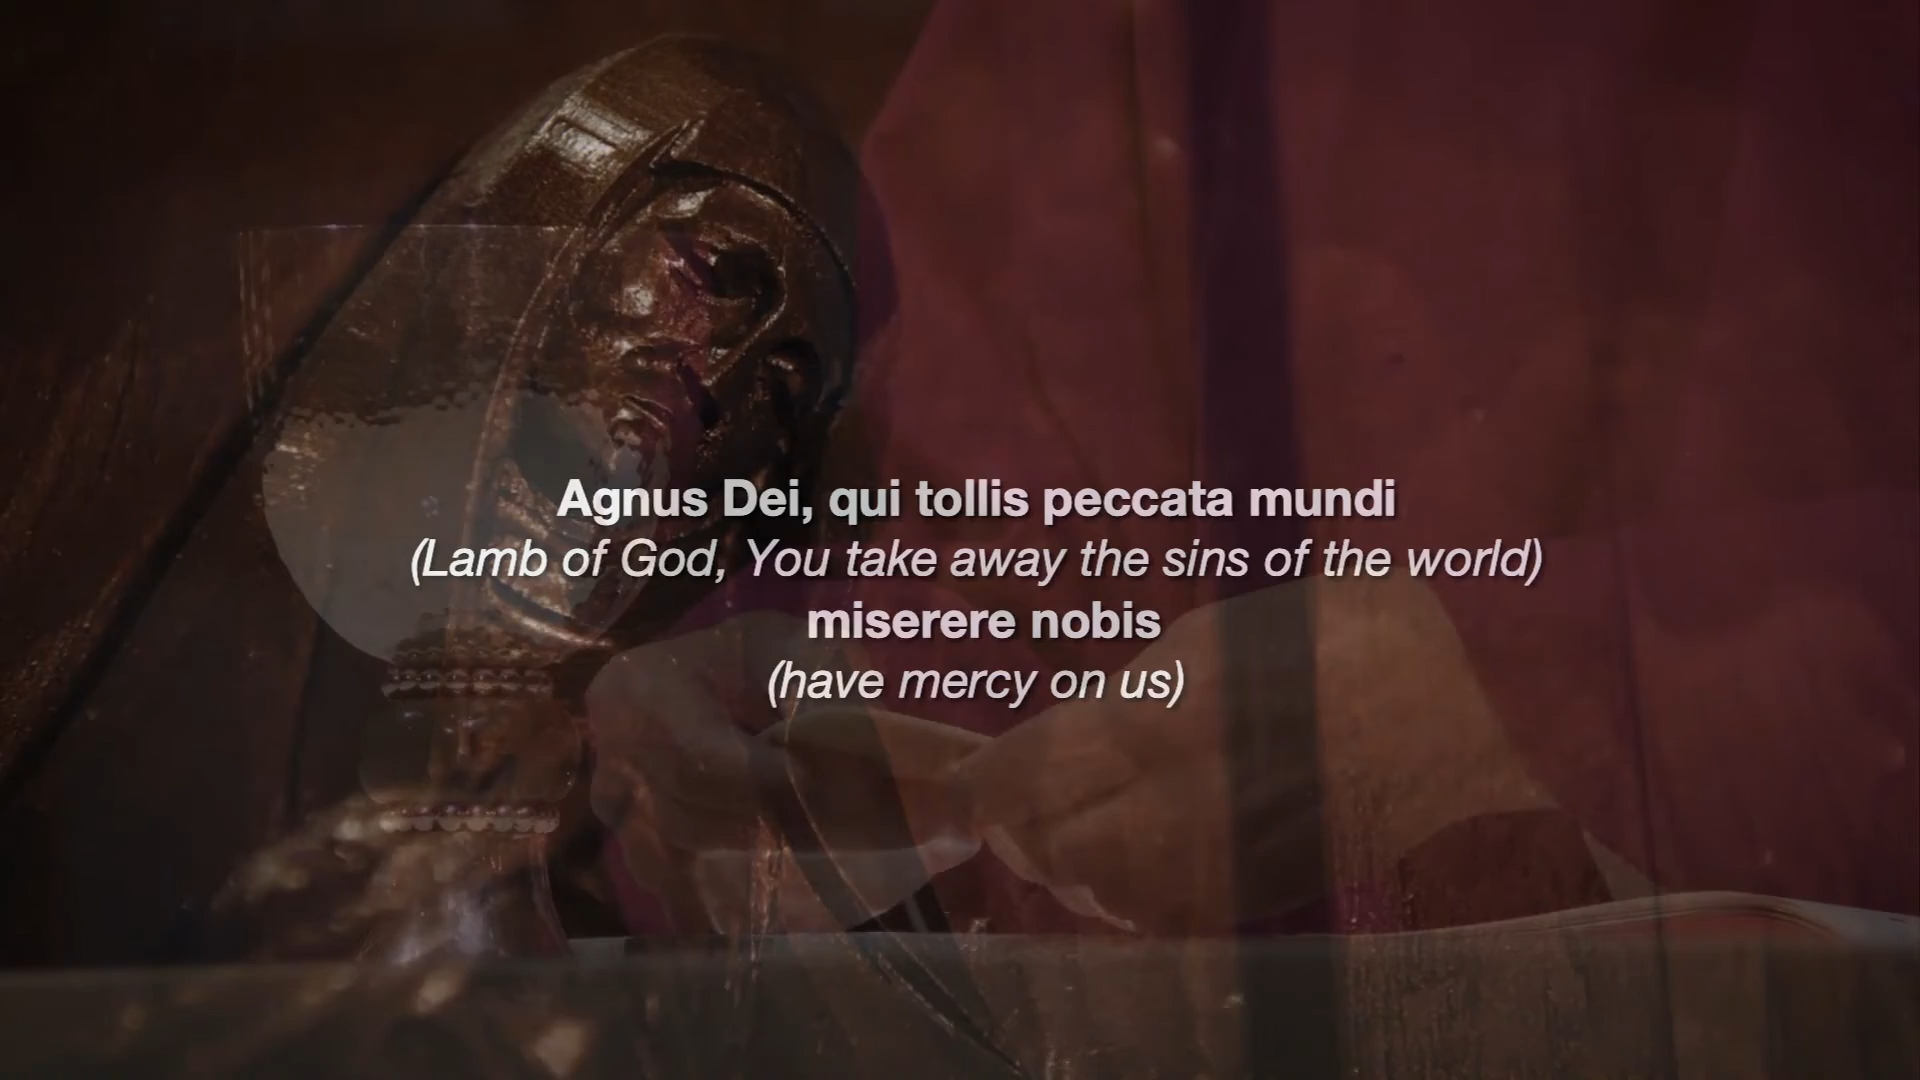 Agnus Dei, qui tollis peccata mundi
(Lamb of God, You take away the sins of the world)
miserere nobis
(have mercy on us)